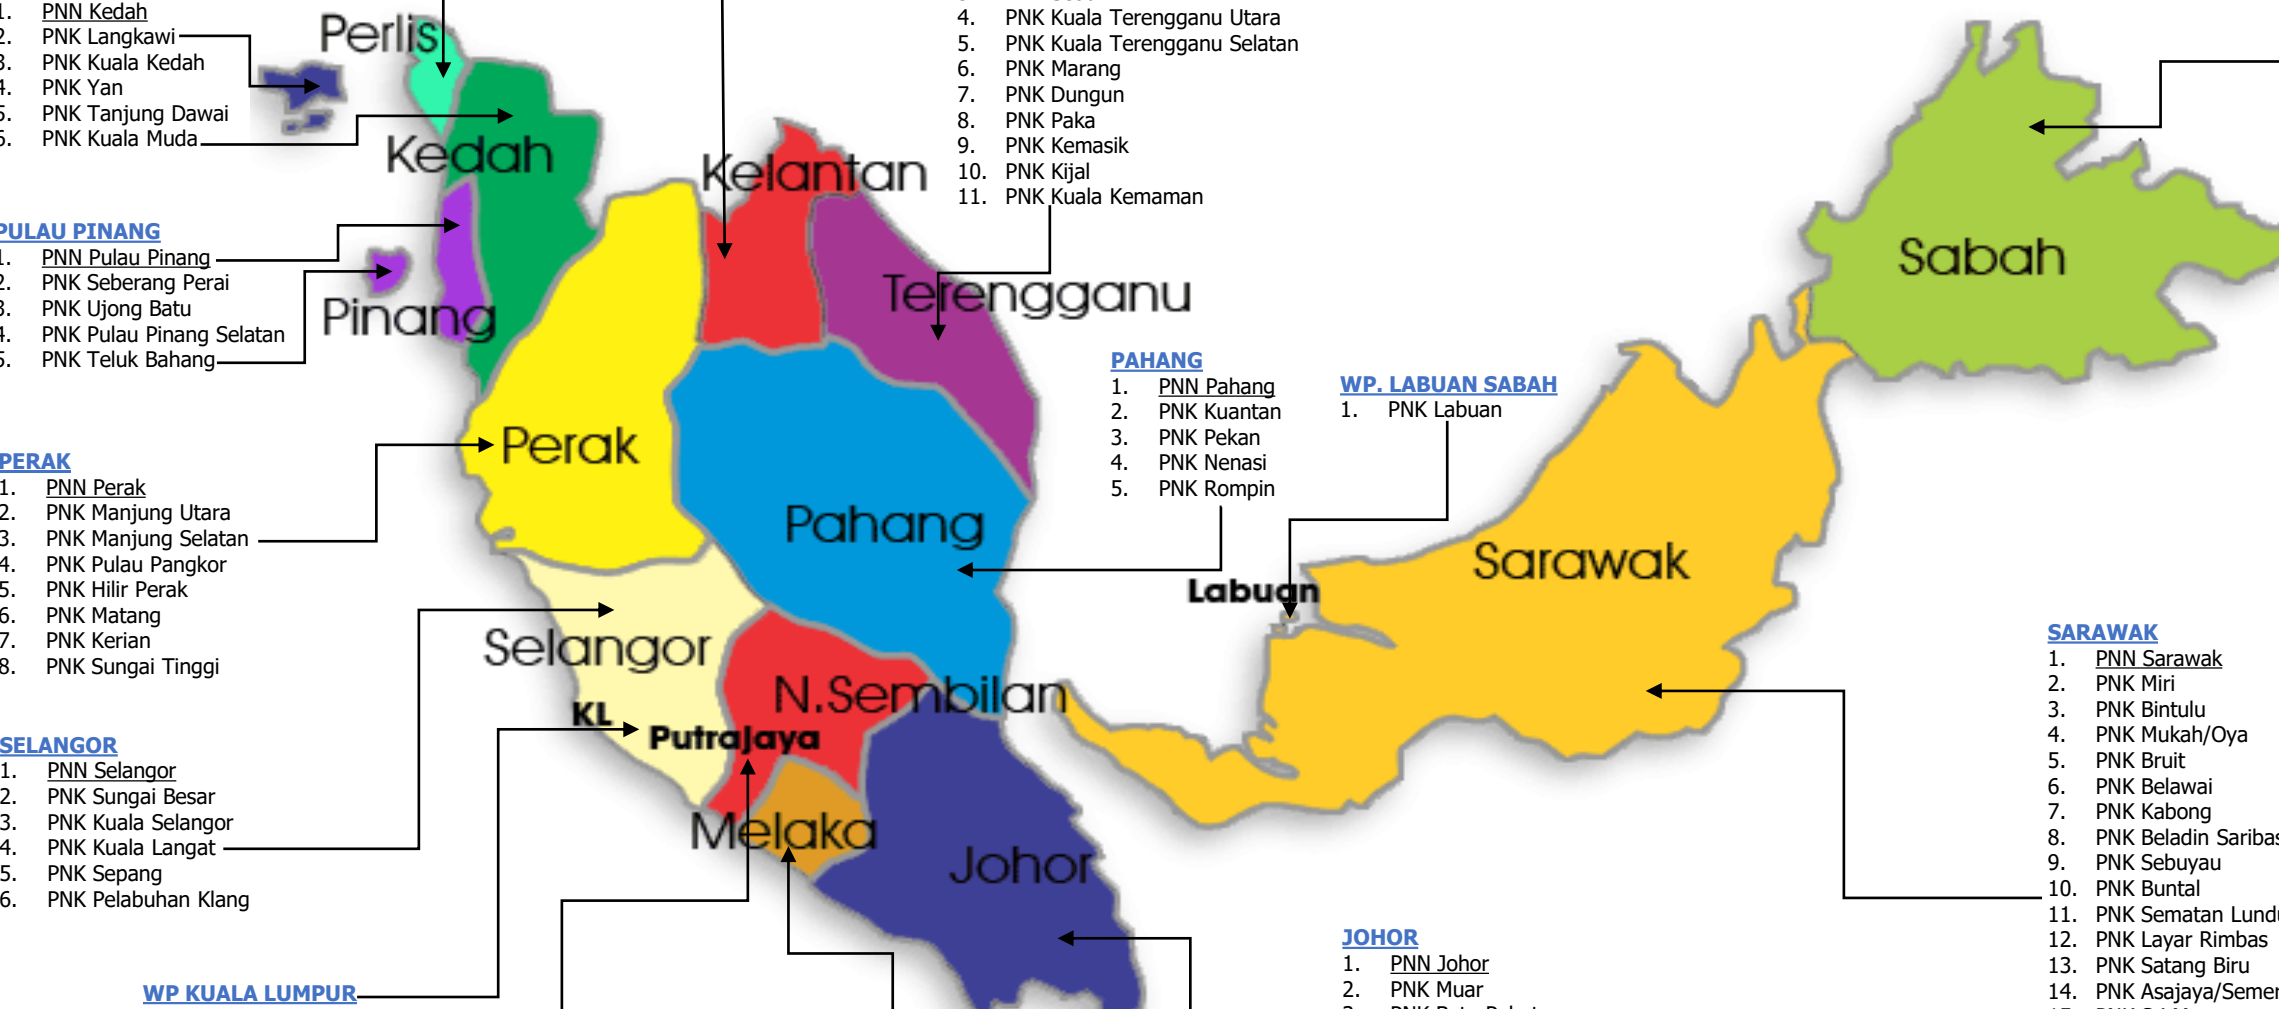 1. PNN Kedah
2. PNK Langkawi
3. PNK Kuala Kedah
4. PNK Yan
5. PNK Tanjung Dawai
6. PNK Kuala Muda
PULAU PINANG
1. PNN Pulau Pinang
2. PNK Seberang Perai
3. PNK Ujong Batu
4. PNK Pulau Pinang Selatan
5. PNK Teluk Bahang
PERAK
1. PNN Perak
2. PNK Manjung Utara
3. PNK Manjung Selatan
4. PNK Pulau Pangkor
5. PNK Hilir Perak
6. PNK Matang
7. PNK Kerian
8. PNK Sungai Tinggi
SELANGOR
1. PNN Selangor
2. PNK Sungai Besar
3. PNK Kuala Selangor
4. PNK Kuala Langat
5. PNK Sepang
6. PNK Pelabuhan Klang
WP KUALA LUMPUR
Perlis
Kedah
Pinang
Kelantan
Terengganu
Perak
Pahang
Selangor
KL
Putrajaya
N.Sembilan
Melaka
Johor
4. PNK Kuala Terengganu Utara
5. PNK Kuala Terengganu Selatan
6. PNK Marang
7. PNK Dungun
8. PNK Paka
9. PNK Kemasik
10. PNK Kijal
11. PNK Kuala Kemaman
PAHANG
1. PNN Pahang
2. PNK Kuantan
3. PNK Pekan
4. PNK Nenasi
5. PNK Rompin
WP. LABUAN SABAH
1. PNK Labuan
Labuan
Sarawak
Sabah
JOHOR
1. PNN Johor
2. PNK Muar
SARAWAK
1. PNN Sarawak
2. PNK Miri
3. PNK Bintulu
4. PNK Mukah/Oya
5. PNK Bruit
6. PNK Belawai
7. PNK Kabong
8. PNK Beladin Saribas
9. PNK Sebuyau
10. PNK Buntal
11. PNK Sematan
12. PNK Layar Rimbas
13. PNK Satang Biru
14. PNK